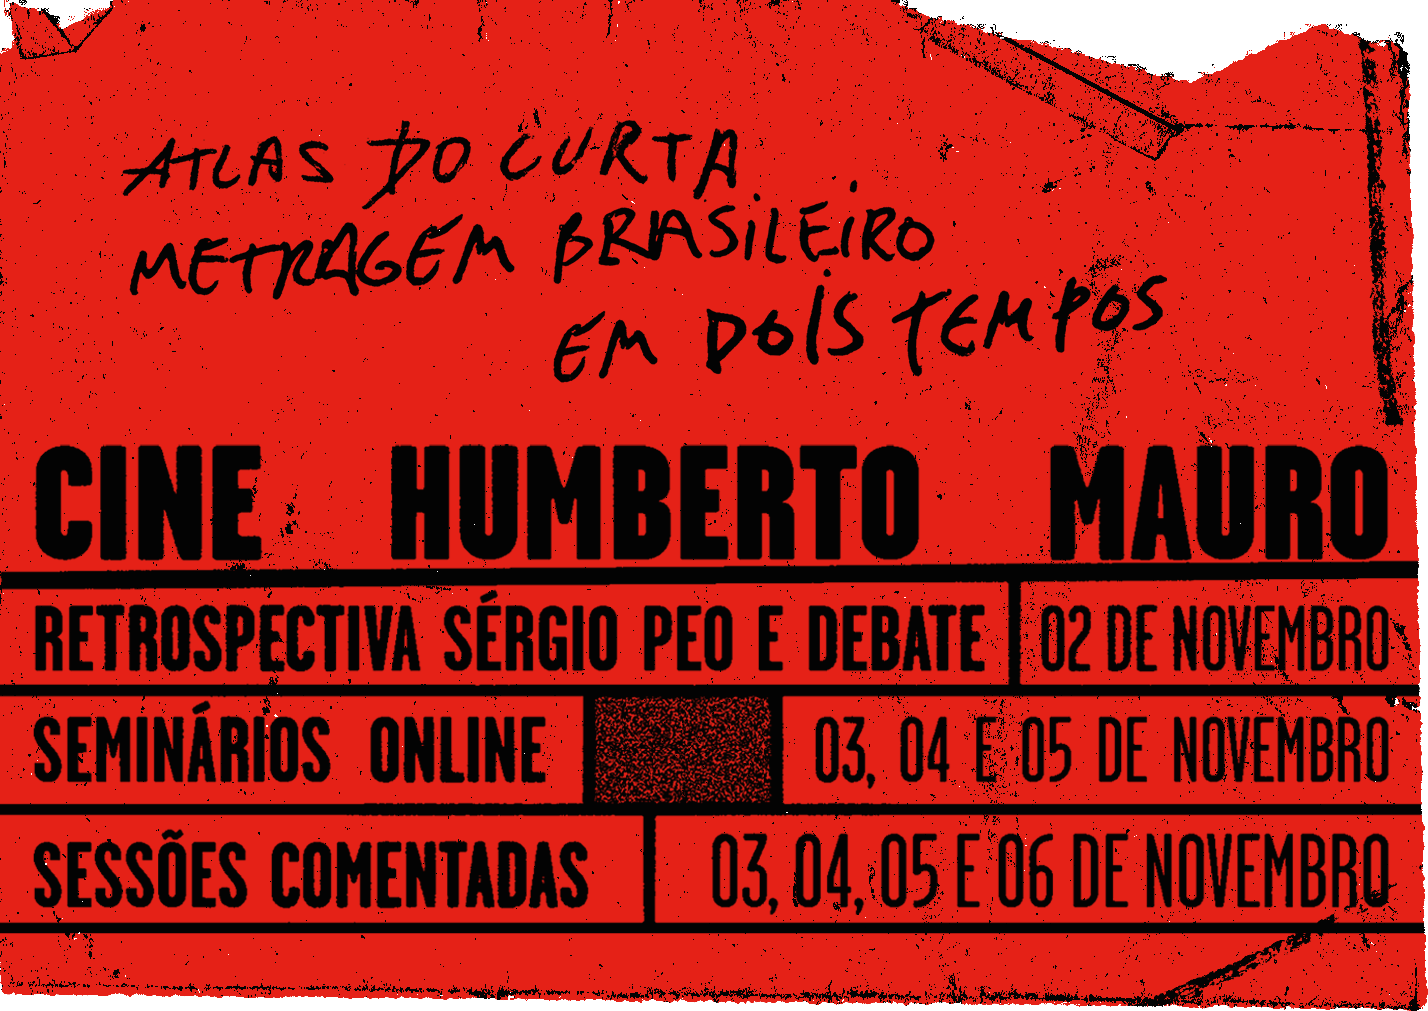 ATLAS DO CURTA
METRAGEM BRASILEIRO
EM DOIS TEMPOS
CINE HUMBERTO MAURO
RETROSPECTIVA SÉRGIO PEO E DEBATE 02 DE NOVEMBRO
SEMINÁRIOS ONLINE 03, 04 E 05 DE NOVEMBRO
SESSÕES COMENTADAS 03, 04, 05 E 06 DE NOVEMBRO